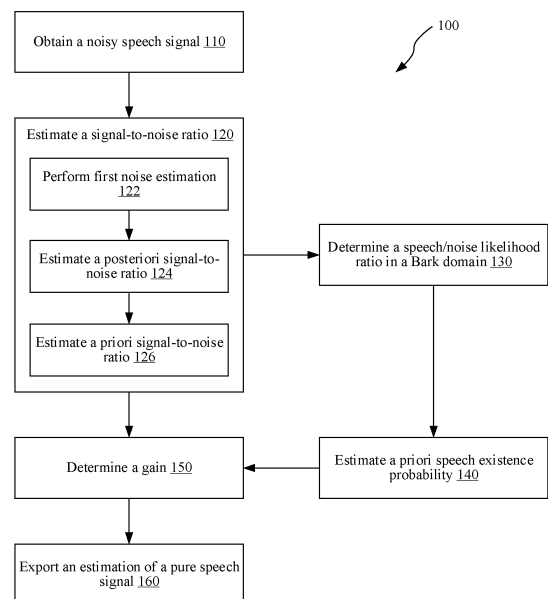 Obtain a noisy speech signal 110
100
Estimate a signal-to-noise ratio 120
Perform first noise estimation
122
Estimate a posteriori signal-to-
noise ratio 124
Estimate a priori signal-to-noise
ratio 126
Determine a speech/noise likelihood
ratio in a Bark domain 130
Determine a gain 150
Estimate a priori speech existence
probability 140
Export an estimation of a pure speech
signal 160